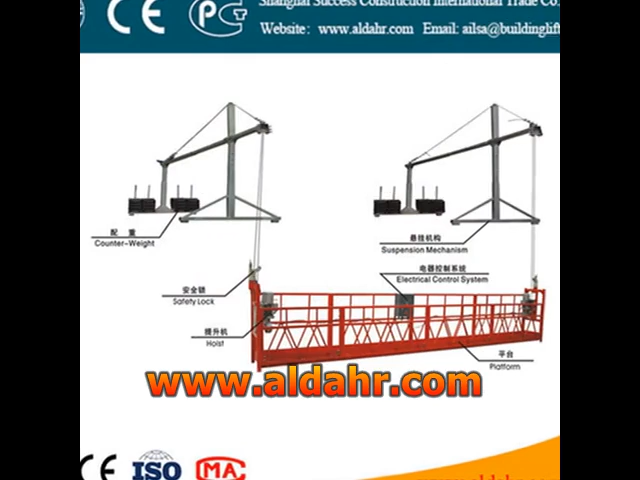 Shanghai Success Construction International Trade Co.
CE PCT Website: www.aldahr.com Email: ailsa@buildinglift
配 重
Counter-Weight
悬挂机构
Suspension Mechanism
电器控制系统
Electrical Control System
安全锁
Safety Lock
提升机
Hoist
平台
Platform
www.aldahr.com
CE ISO MA